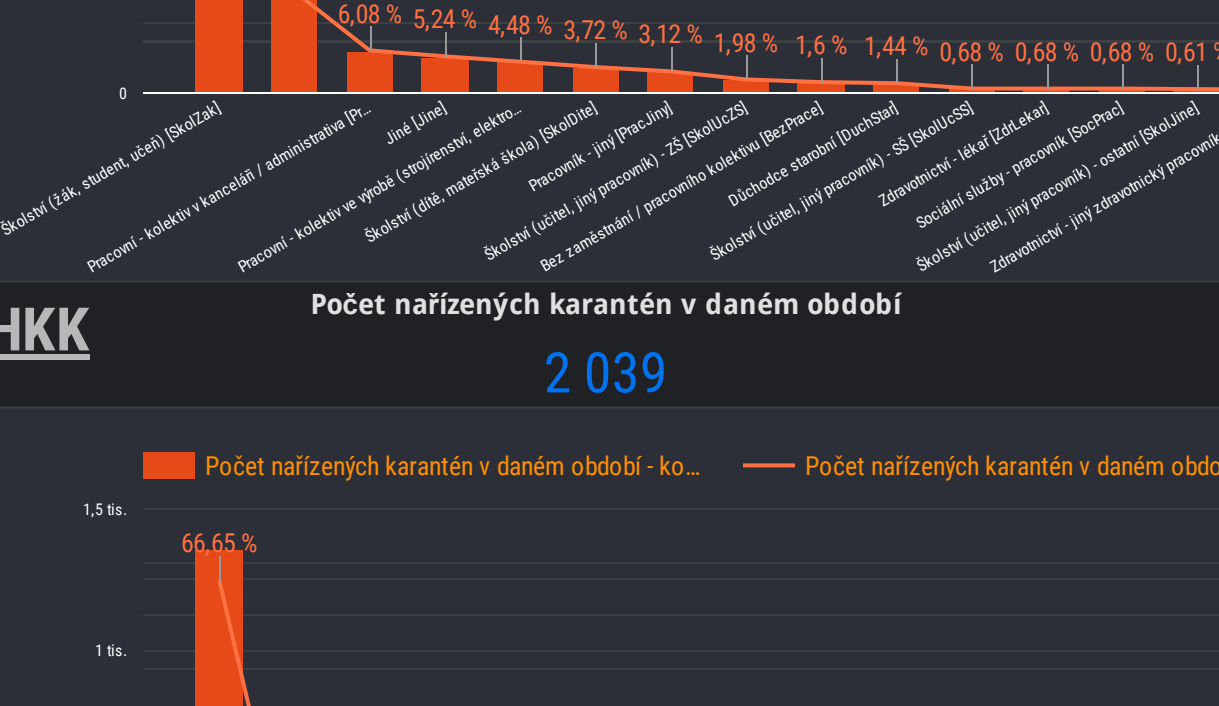 6,08 % 5,24 % 4,48 % 3,72 % 3,12 % 1,98 % 1,6 % 1,44 % 0,68 % 0,68 % 0,68 % 0,61 %
0
Školství (žák, student, učeň) [SkolZak]
Pracovní - kolektiv v kanceláři / administrativa [Pr...
Jiné [Jine]
Pracovní - kolektiv ve výrobě (strojírenství, elektro...
Školství (dítě, mateřská škola) [SkolDite]
Pracovník - jiný [PracJiny]
Školství (učitel, jiný pracovník) - ZŠ [SkolUcZS]
Bez zaměstnání / pracovního kolektivu [BezPrace]
Důchodce starobní [DuchStar]
Školství (učitel, jiný pracovník) - SŠ [SkolUcSS]
Zdravotnictví - lékař [ZdrLekar]
Sociální služby - pracovník [SocPrac]
Školství (učitel, jiný pracovník) - ostatní [SkolJine]
Zdravotnictví - jiný zdravotnický pracovník
HKK
Počet nařízených karantén v daném období
2 039
Počet nařízených karantén v daném období - ko...
Počet nařízených karantén v daném obdo
1,5 tis.
66,65 %
1 tis.